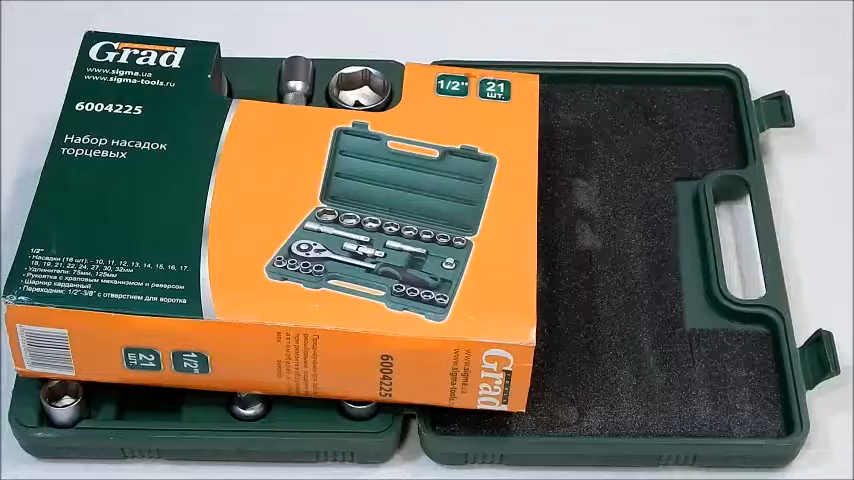 Grad
www.sigma.ua
www.sigma-tools.ru
6004225
Набор насадок
торцевых
1/2"
21
шт.
1/2"
• Насадки (16 шт): - 10, 11, 12, 13, 14, 15, 16, 17,
18, 19, 21, 22, 24, 27, 30, 32мм
• Удлинители: 75мм, 125мм
• Рукоятка с храповым механизмом и реверсом
• Шарнир карданный
• Переходник: 1/2"-3/8" с отверстием для воротка
21
шт.
1/2"
6004225
www.sigma.ua
www.sigma-tools.ru
Grad